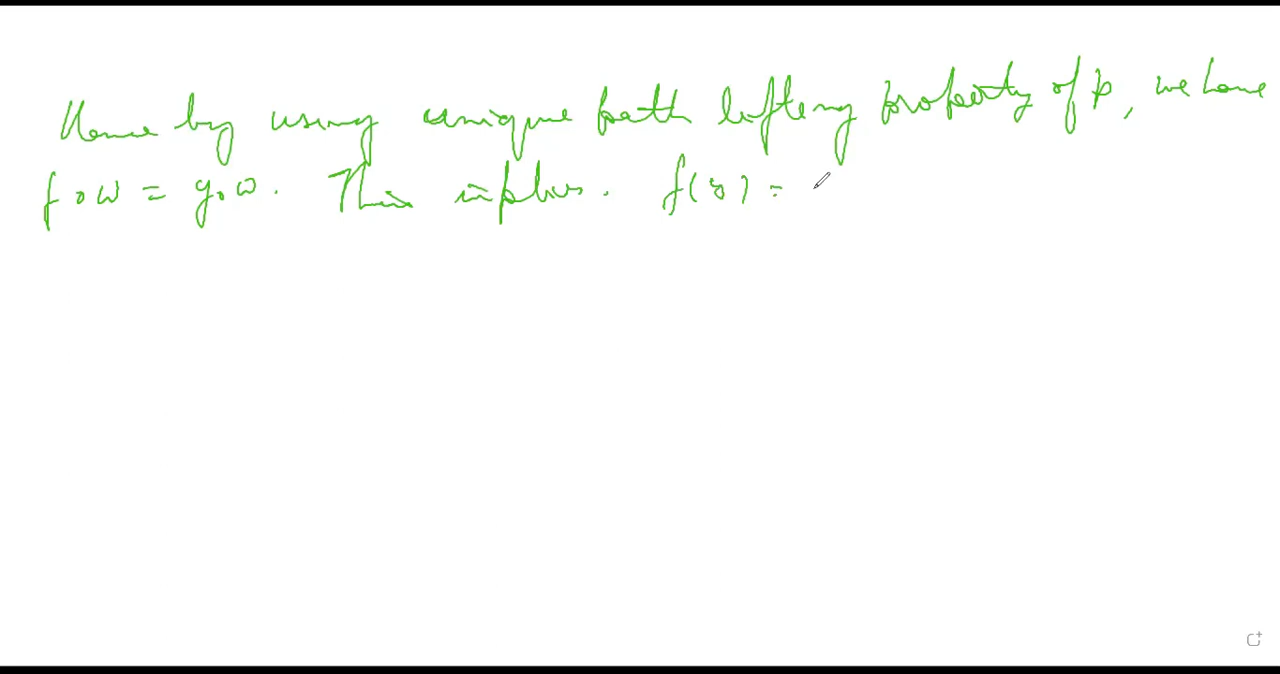 Hence by using unique path lifting property of p, we have
f∘ω = g∘ω. This implies. f(y) =